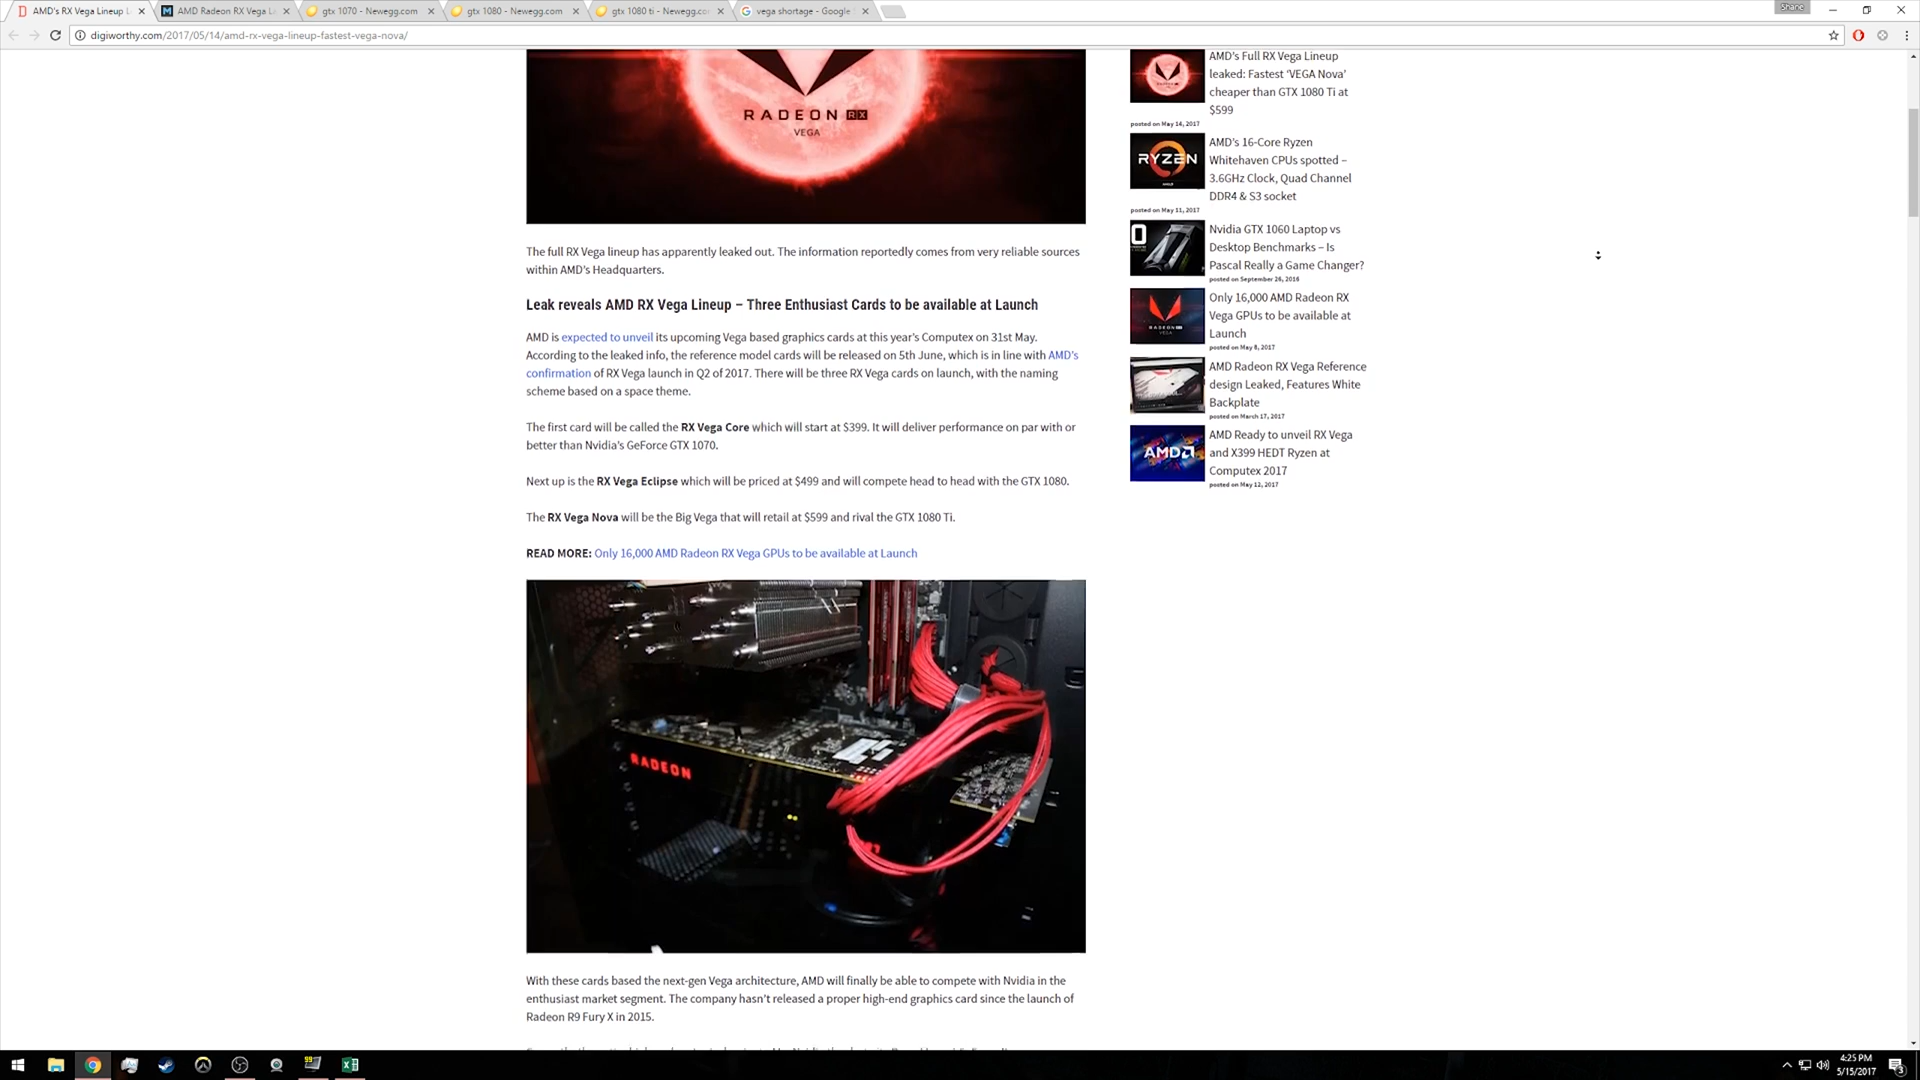 AMD's RX Vega Lineup L
AMD Radeon RX Vega Li
gtx 1070 - Newegg.com
gtx 1080 - Newegg.com
gtx 1080 ti - Newegg.co
vega shortage - Google
Shane
digiworthy.com/2017/05/14/amd-rx-vega-lineup-fastest-vega-nova/
RADEON RX
VEGA
The full RX Vega lineup has apparently leaked out. The information reportedly comes from very reliable sources
within AMD's Headquarters.
Leak reveals AMD RX Vega Lineup – Three Enthusiast Cards to be available at Launch
AMD is expected to unveil its upcoming Vega based graphics cards at this year's Computex on 31st May.
According to the leaked info, the reference model cards will be released on 5th June, which is in line with AMD's
confirmation of RX Vega launch in Q2 of 2017. There will be three RX Vega cards on launch, with the naming
scheme based on a space theme.
The first card will be called the RX Vega Core which will start at $399. It will deliver performance on par with or
better than Nvidia's GeForce GTX 1070.
Next up is the RX Vega Eclipse which will be priced at $499 and will compete head to head with the GTX 1080.
The RX Vega Nova will be the Big Vega that will retail at $599 and rival the GTX 1080 Ti.
READ MORE: Only 16,000 AMD Radeon RX Vega GPUs to be available at Launch
RADEON
With these cards based the next-gen Vega architecture, AMD will finally be able to compete with Nvidia in the
enthusiast market segment. The company hasn't released a proper high-end graphics card since the launch of
Radeon R9 Fury X in 2015.
AMD's Full RX Vega Lineup
leaked: Fastest 'VEGA Nova'
cheaper than GTX 1080 Ti at
$599
posted on May 14, 2017
RYZEN
AMD's 16-Core Ryzen
Whitehaven CPUs spotted –
3.6GHz Clock, Quad Channel
DDR4 & S3 socket
posted on May 11, 2017
Nvidia GTX 1060 Laptop vs
Desktop Benchmarks – Is
Pascal Really a Game Changer?
posted on September 26, 2016
Only 16,000 AMD Radeon RX
Vega GPUs to be available at
Launch
posted on May 8, 2017
AMD Radeon RX Vega Reference
design Leaked, Features White
Backplate
posted on March 17, 2017
AMD
AMD Ready to unveil RX Vega
and X399 HEDT Ryzen at
Computex 2017
posted on May 12, 2017
99
4:25 PM
5/15/2017
3